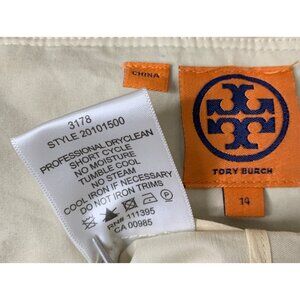 CHINA
TORY BURCH
14
3178
STYLE 20101500
PROFESSIONAL DRYCLEAN
SHORT CYCLE
NO MOISTURE
TUMBLE COOL
NO STEAM
COOL IRON IF NECESSARY
DO NOT IRON TRIMS
RN# 111395
CA 00985